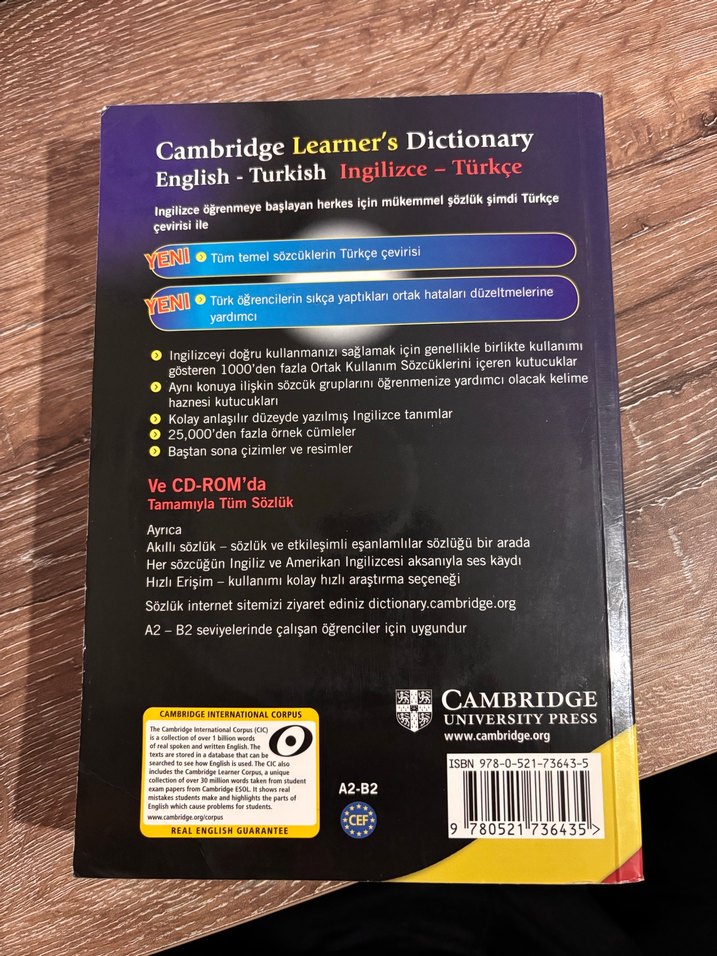 Cambridge Learner's Dictionary
English - Turkish Ingilizce – Türkçe
Ingilizce öğrenmeye başlayan herkes için mükemmel şözlük şimdi Türkçe
çevirisi ile
YENI Tüm temel sözcüklerin Türkçe çevirisi
YENI Türk öğrencilerin sıkça yaptıkları ortak hataları düzeltmelerine
yardımcı
Ingilizceyi doğru kullanmanızı sağlamak için genellikle birlikte kullanımı
gösteren 1000'den fazla Ortak Kullanım Sözcüklerini içeren kutucuklar
Aynı konuya ilişkin sözcük gruplarını öğrenmenize yardımcı olacak kelime
haznesi kutucukları
Kolay anlaşılır düzeyde yazılmış Ingilizce tanımlar
25,000'den fazla örnek cümleler
Baştan sona çizimler ve resimler
Ve CD-ROM'da
Tamamıyla Tüm Sözlük
Ayrıca
Akıllı sözlük – sözlük ve etkileşimli eşanlamlılar sözlüğü bir arada
Her sözcüğün Ingiliz ve Amerikan Ingilizcesi aksanıyla ses kaydı
Hızlı Erişim – kullanımı kolay hızlı araştırma seçeneği
Sözlük internet sitemizi ziyaret ediniz dictionary.cambridge.org
A2 – B2 seviyelerinde çalışan öğrenciler için uygundur
CAMBRIDGE INTERNATIONAL CORPUS
The Cambridge International Corpus (CIC)
is a collection of over 1 billion words
of real spoken and written English. The
texts are stored in a database that can be
searched to see how English is used. The CIC also
includes the Cambridge Learner Corpus, a unique
collection of over 30 million words taken from student
exam papers from Cambridge ESOL. It shows real
mistakes students make and highlights the parts of
English which cause problems for students.
www.cambridge.org/corpus
REAL ENGLISH GUARANTEE
A2-B2
CEF
CAMBRIDGE
UNIVERSITY PRESS
www.cambridge.org
ISBN 978-0-521-73643-5
9 780521 736435 >